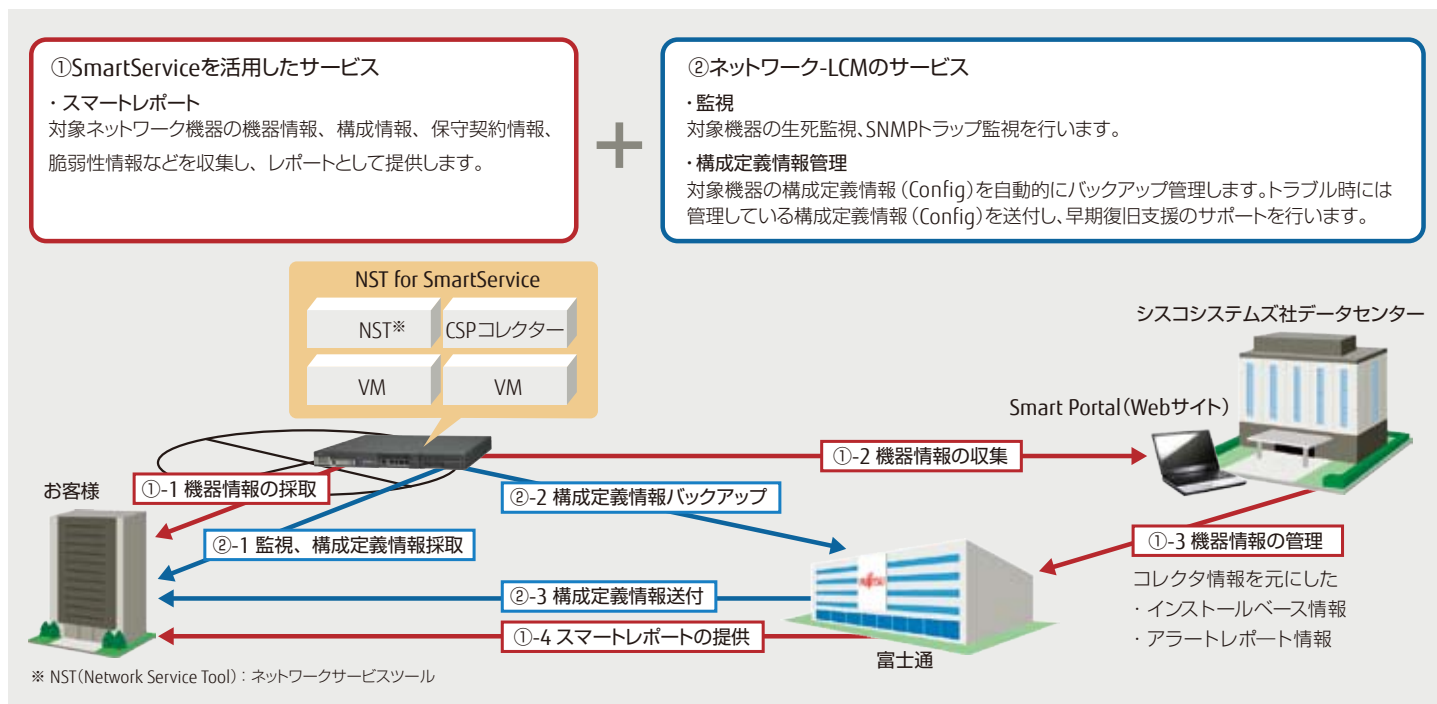 ①SmartServiceを活用したサービス
・スマートレポート
対象ネットワーク機器の機器情報、構成情報、保守契約情報、
脆弱性情報などを収集し、レポートとして提供します。
+
②ネットワーク-LCMのサービス
・監視
対象機器の生死監視、SNMPトラップ監視を行います。
・構成定義情報管理
対象機器の構成定義情報(Config)を自動的にバックアップ管理します。トラブル時には
管理している構成定義情報(Config)を送付し、早期復旧支援のサポートを行います。
NST for SmartService
NST※
CSPコレクター
VM
VM
シスコシステムズ社データセンター
Smart Portal(Webサイト)
①-2 機器情報の収集
お客様
①-1 機器情報の採取
②-2 構成定義情報バックアップ
②-1 監視、構成定義情報採取
①-3 機器情報の管理
コレクタ情報を元にした
・インストールベース情報
・アラートレポート情報
FUJITSU
②-3 構成定義情報送付
①-4 スマートレポートの提供
富士通
※ NST(Network Service Tool):ネットワークサービスツール